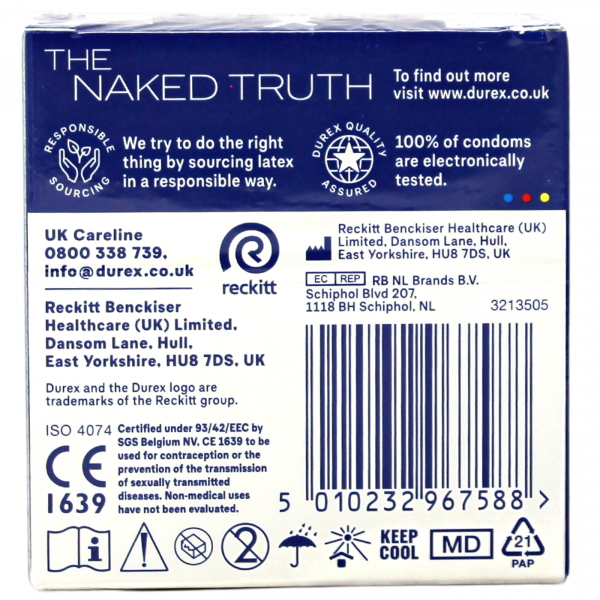 THE
NAKED TRUTH
To find out more
visit www.durex.co.uk
RESPONSIBLE
SOURCING
We try to do the right
thing by sourcing latex
in a responsible way.
DUREX QUALITY
ASSURED
100% of condoms
are electronically
tested.
UK Careline
0800 338 739.
info@durex.co.uk
Reckitt Benckiser
Healthcare (UK) Limited,
Dansom Lane, Hull,
East Yorkshire, HU8 7DS, UK
Durex and the Durex logo are
trademarks of the Reckitt group.
reckitt
Reckitt Benckiser Healthcare (UK)
Limited, Dansom Lane, Hull,
East Yorkshire, HU8 7DS, UK
EC REP RB NL Brands B.V.
Schiphol Blvd 207,
1118 BH Schiphol, NL
3213505
ISO 4074
CE
1639
Certified under 93/42/EEC by
SGS Belgium NV. CE 1639 to be
used for contraception or the
prevention of the transmission
of sexually transmitted
diseases. Non-medical uses
have not been evaluated.
5 010232 967588 >
i
2
KEEP
COOL
MD
21
PAP